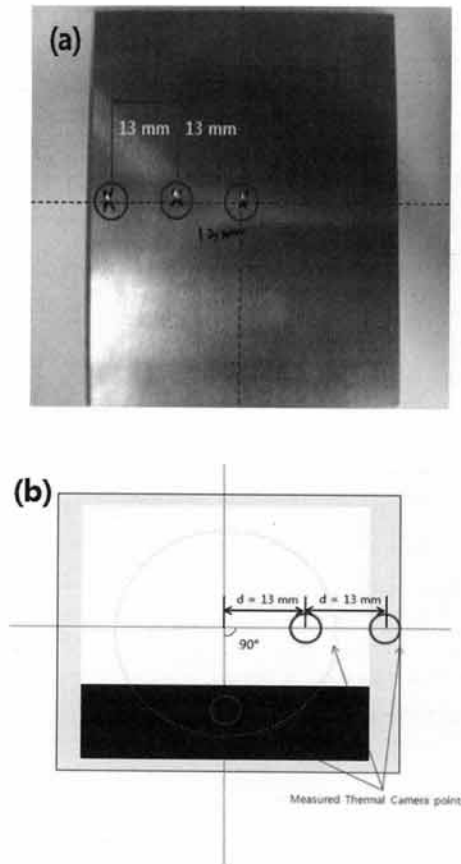 (a)
13 mm 13 mm
(b)
d = 13 mm d = 13 mm
90°
Measured Thermal Camera point